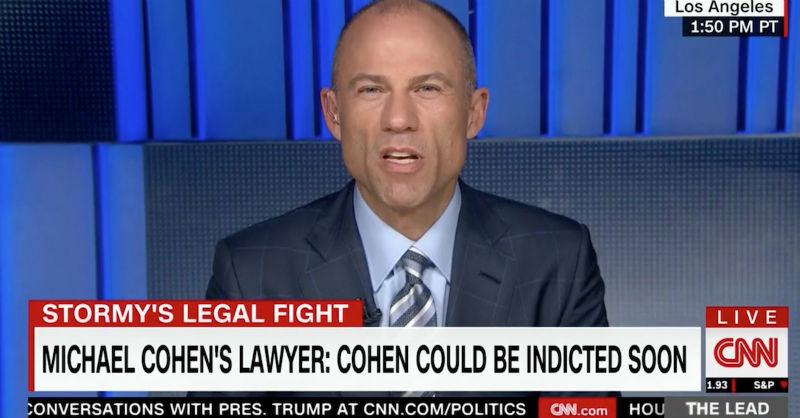 Los Angeles
1:50 PM PT
STORMY'S LEGAL FIGHT
LIVE
MICHAEL COHEN'S LAWYER: COHEN COULD BE INDICTED SOON
CNN
1.93 S&P
CONVERSATIONS WITH PRES. TRUMP AT CNN.COM/POLITICS CNN.com HOU THE LEAD